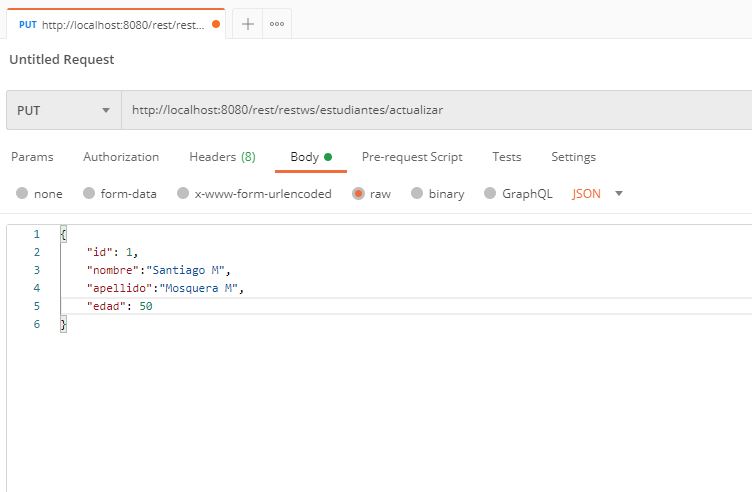 PUT http://localhost:8080/rest/rest...
Untitled Request
PUT http://localhost:8080/rest/restws/estudiantes/actualizar
Params Authorization Headers (8) Body Pre-request Script Tests Settings
none form-data x-www-form-urlencoded raw binary GraphQL JSON
1 {
2 "id": 1,
3 "nombre":"Santiago M",
4 "apellido":"Mosquera M",
5 "edad": 50
6 }